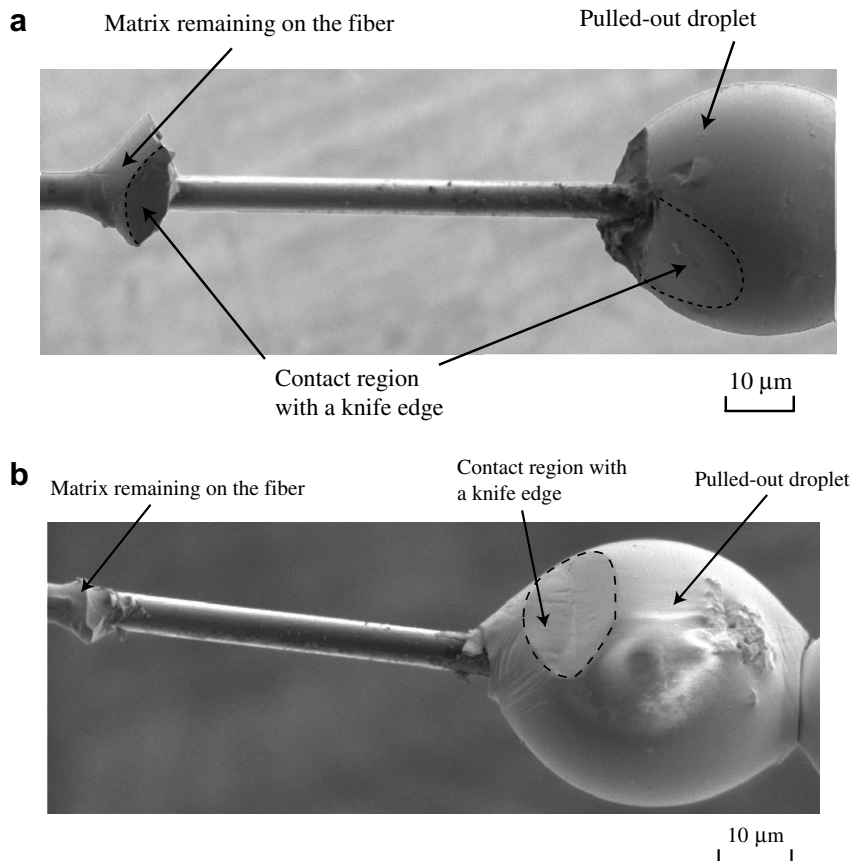 a
Matrix remaining on the fiber
Pulled-out droplet
Contact region
with a knife edge
10 μm
b
Matrix remaining on the fiber
Contact region with
a knife edge
Pulled-out droplet
10 μm